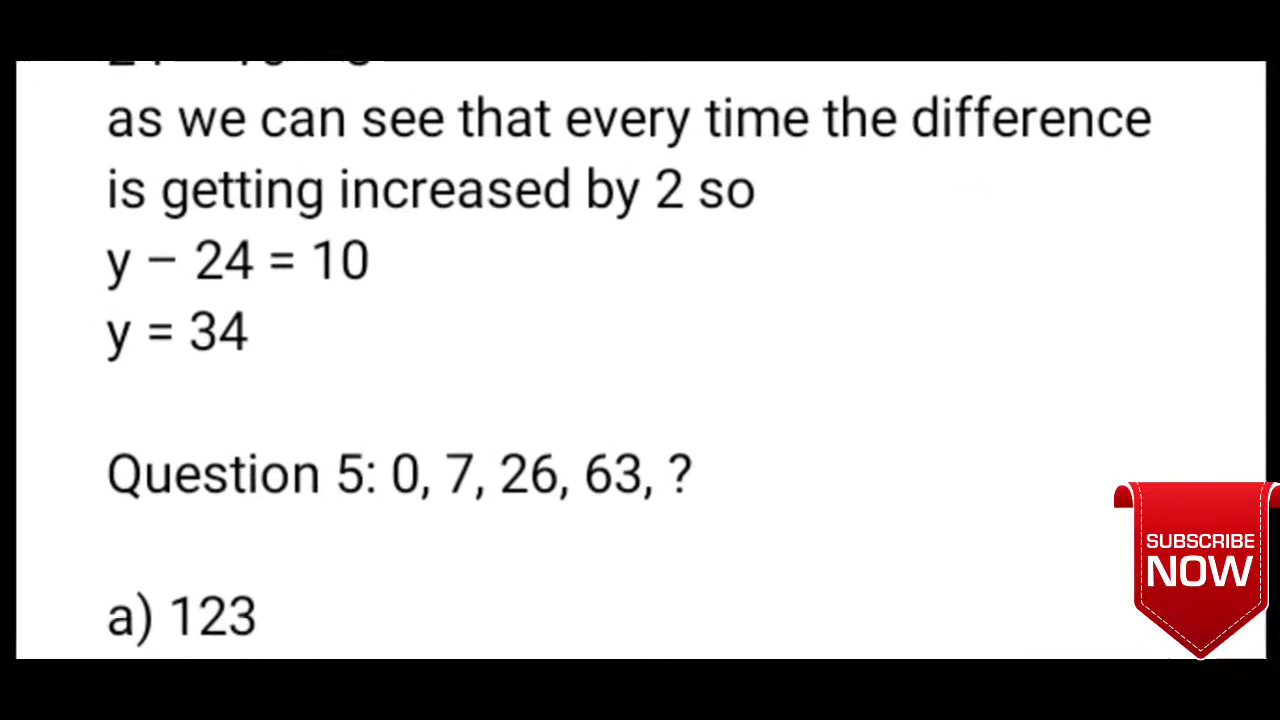 as we can see that every time the difference
is getting increased by 2 so
y – 24 = 10
y = 34
Question 5: 0, 7, 26, 63, ?
a) 123
SUBSCRIBE
NOW